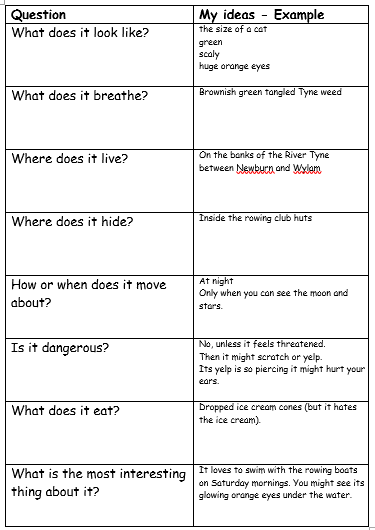 Question
My ideas – Example
What does it look like?
the size of a cat
green
scaly
huge orange eyes
What does it breathe?
Brownish green tangled Tyne weed
Where does it live?
On the banks of the River Tyne
between Newburn and Wylam
Where does it hide?
Inside the rowing club huts
How or when does it move
about?
At night
Only when you can see the moon and
stars.
Is it dangerous?
No, unless it feels threatened.
Then it might scratch or yelp.
Its yelp is so piercing it might hurt your
ears.
What does it eat?
Dropped ice cream cones (but it hates
the ice cream).
What is the most interesting
thing about it?
It loves to swim with the rowing boats
on Saturday mornings. You might see its
glowing orange eyes under the water.